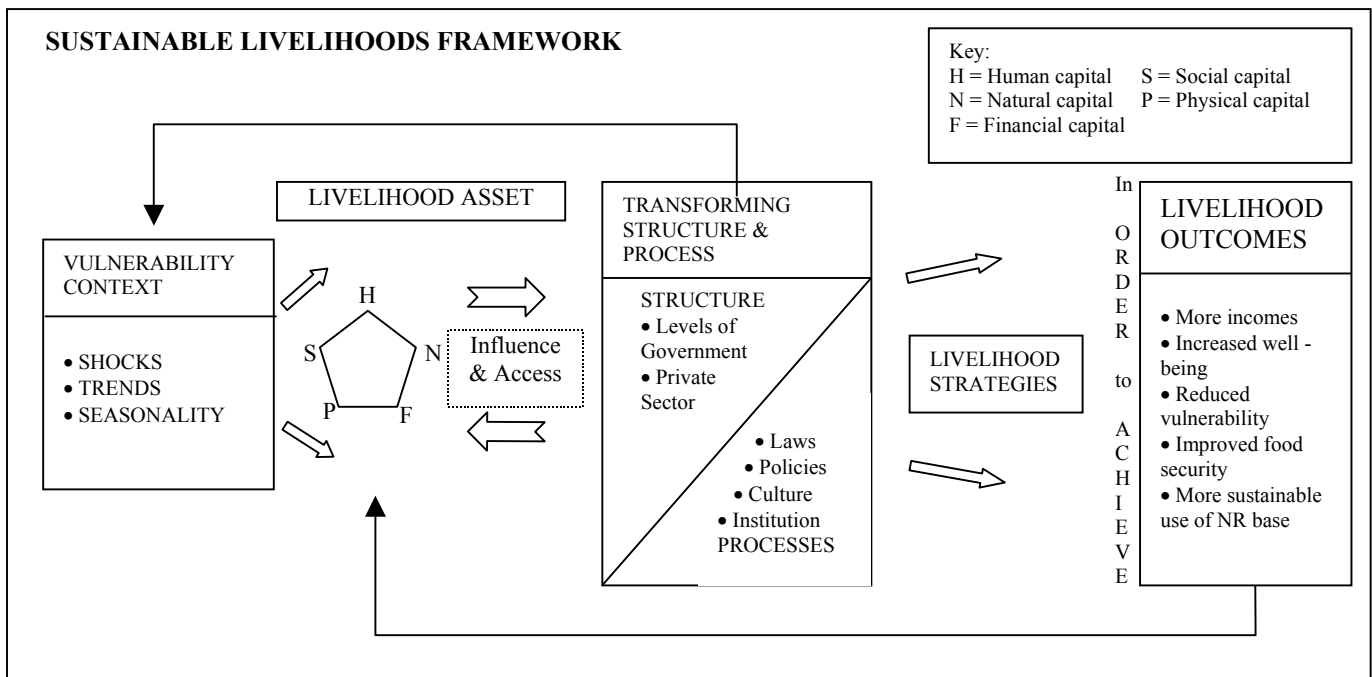 SUSTAINABLE LIVELIHOODS FRAMEWORK
Key:
H = Human capital S = Social capital
N = Natural capital P = Physical capital
F = Financial capital
LIVELIHOOD ASSET
VULNERABILITY
CONTEXT
• SHOCKS
• TRENDS
• SEASONALITY
H
S
N
P
F
Influence
& Access
TRANSFORMING
STRUCTURE &
PROCESS
STRUCTURE
• Levels of
Government
• Private
Sector
• Laws
• Policies
• Culture
• Institution
PROCESSES
LIVELIHOOD
STRATEGIES
In ORDER to ACHIEVE
LIVELIHOOD
OUTCOMES
• More incomes
• Increased well -
being
• Reduced
vulnerability
• Improved food
security
• More sustainable
use of NR base